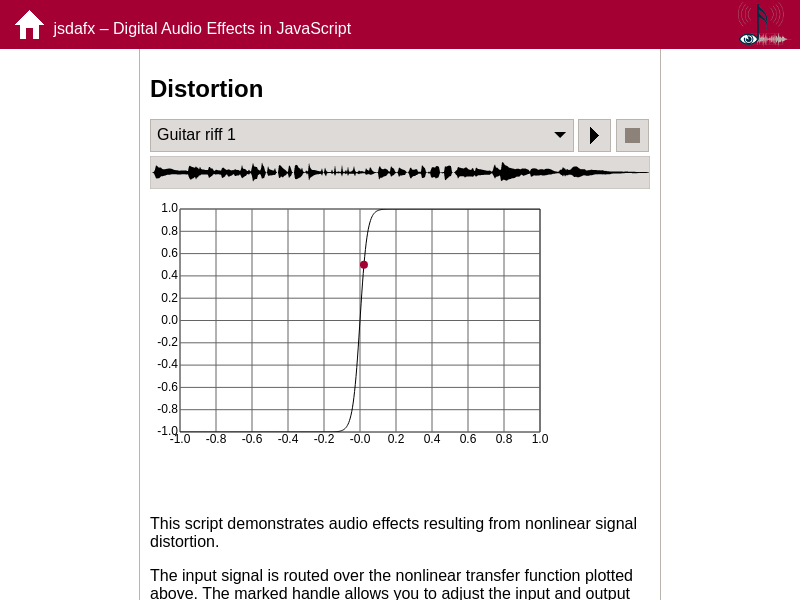 jsdafx – Digital Audio Effects in JavaScript
Distortion
Guitar riff 1
1.0
0.8
0.6
0.4
0.2
0.0
-0.2
-0.4
-0.6
-0.8
-1.0
-1.0 -0.8 -0.6 -0.4 -0.2 -0.0 0.2 0.4 0.6 0.8 1.0
This script demonstrates audio effects resulting from nonlinear signal
distortion.
The input signal is routed over the nonlinear transfer function plotted
above. The marked handle allows you to adjust the input and output